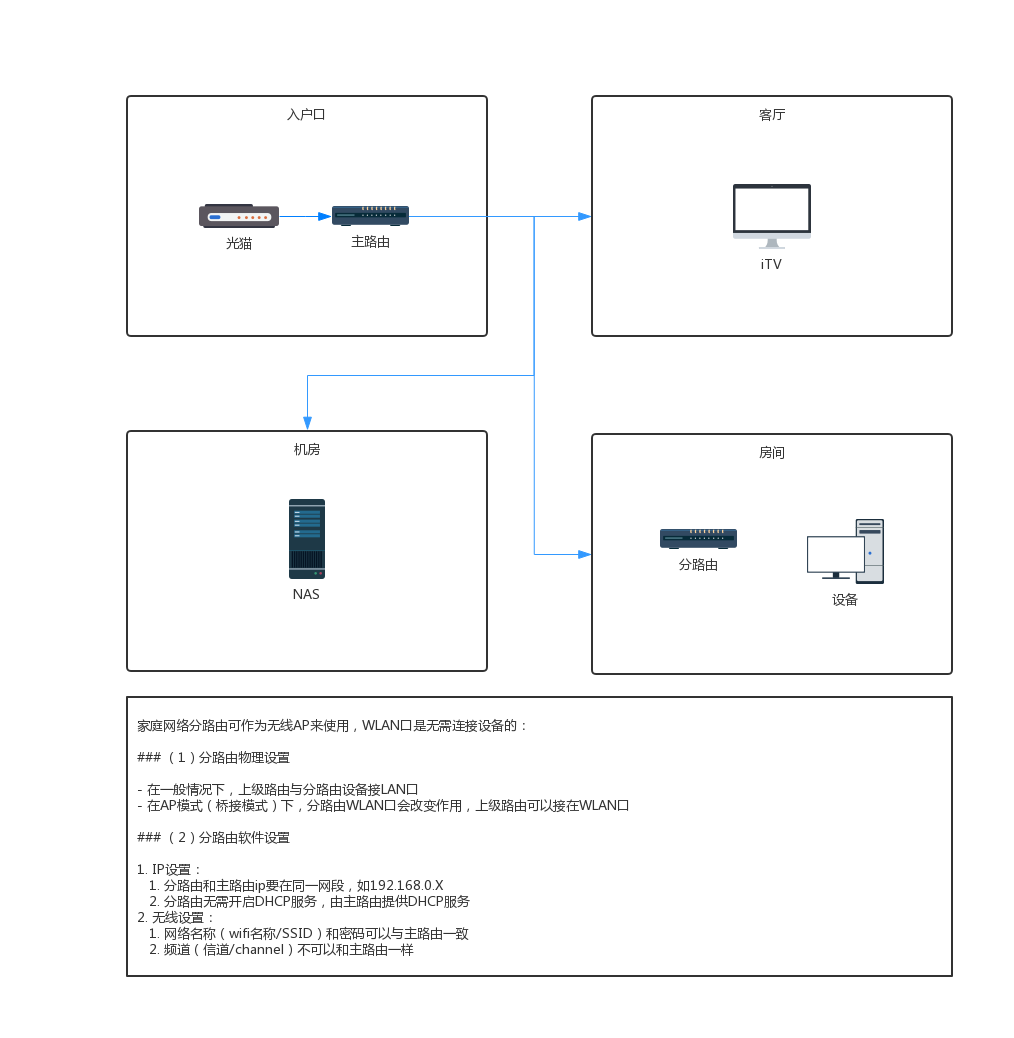 入户口
客厅
光猫
主路由
iTV
机房
房间
NAS
分路由
设备
家庭网络分路由可作为无线AP来使用，WLAN口是无需连接设备的：
### （1）分路由物理设置
- 在一般情况下，上级路由与分路由设备接LAN口
- 在AP模式（桥接模式）下，分路由WLAN口会改变作用，上级路由可以接在WLAN口
### （2）分路由软件设置
1. IP设置：
1. 分路由和主路由ip要在同一网段，如192.168.0.X
2. 分路由无需开启DHCP服务，由主路由提供DHCP服务
2. 无线设置：
1. 网络名称（wifi名称/SSID）和密码可以与主路由一致
2. 频道（信道/channel）不可以和主路由一样